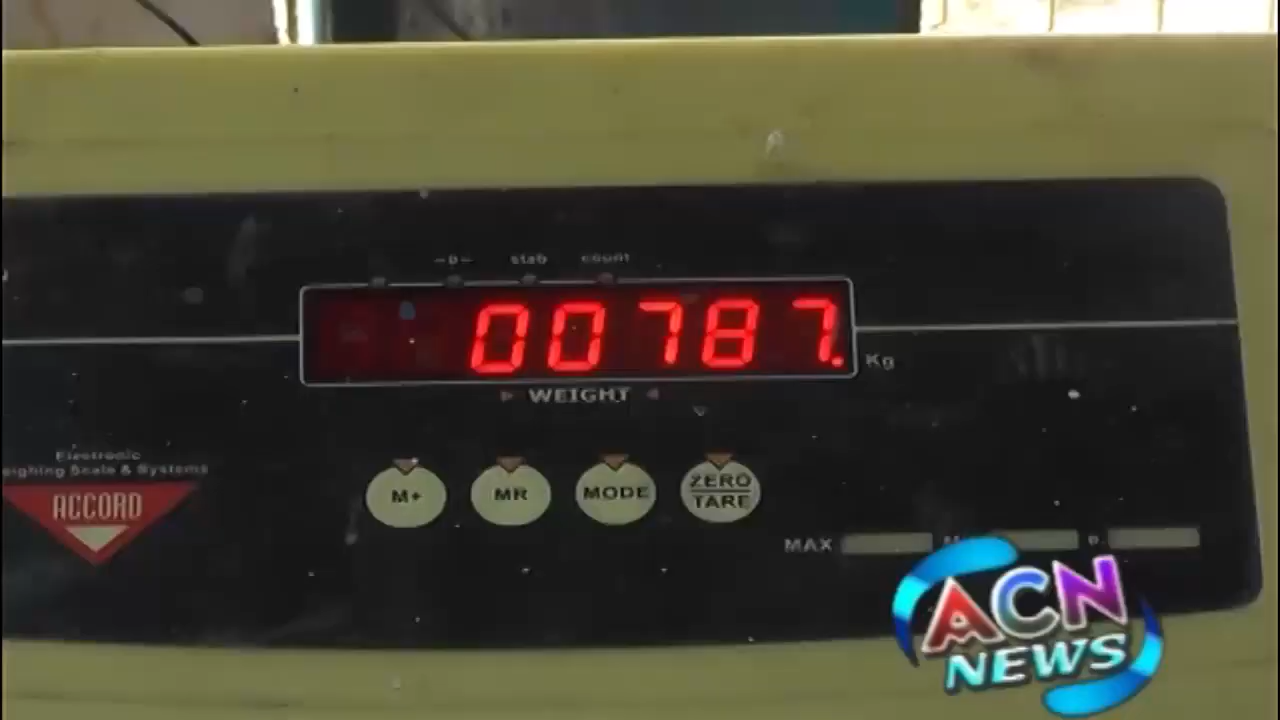 -0- stab count
00787. Kg
WEIGHT
Electronic
eighing Scale & Systems
ACCORD
M+ MR MODE ZERO
TARE
MAX
ACN
NEWS